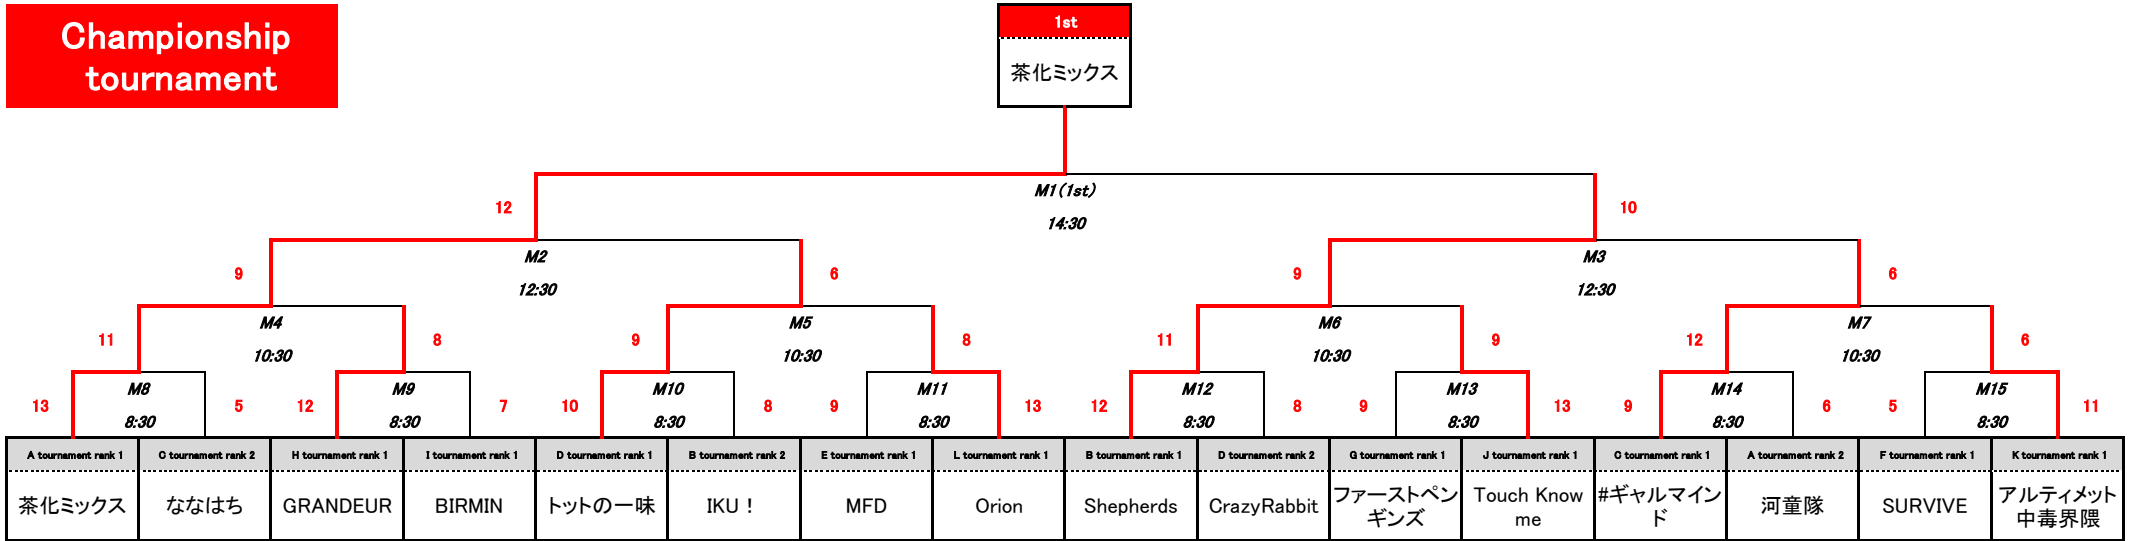 Championship
tournament
1st
茶化ミックス
M1(1st)
12
10
14:30
M2
M3
9
6
9
6
12:30
12:30
M4
M5
M6
M7
11
8
9
8
11
9
12
6
10:30
10:30
10:30
10:30
M8
M9
M10
M11
M12
M13
M14
M15
13
5
12
7
10
8
9
13
12
8
9
13
9
6
5
11
8:30
8:30
8:30
8:30
8:30
8:30
8:30
8:30
A tournament rank 1
C tournament rank 2
H tournament rank 1
I tournament rank 1
D tournament rank 1
B tournament rank 2
E tournament rank 1
L tournament rank 1
B tournament rank 1
D tournament rank 2
G tournament rank 1
J tournament rank 1
C tournament rank 1
A tournament rank 2
F tournament rank 1
K tournament rank 1
茶化ミックス
ななはち
GRANDEUR
BIRMIN
トットの一味
IKU！
MFD
Orion
Shepherds
CrazyRabbit
ファーストペン
ギンズ
Touch Know
me
#ギャルマイン
ド
河童隊
SURVIVE
アルティメット
中毒界隈